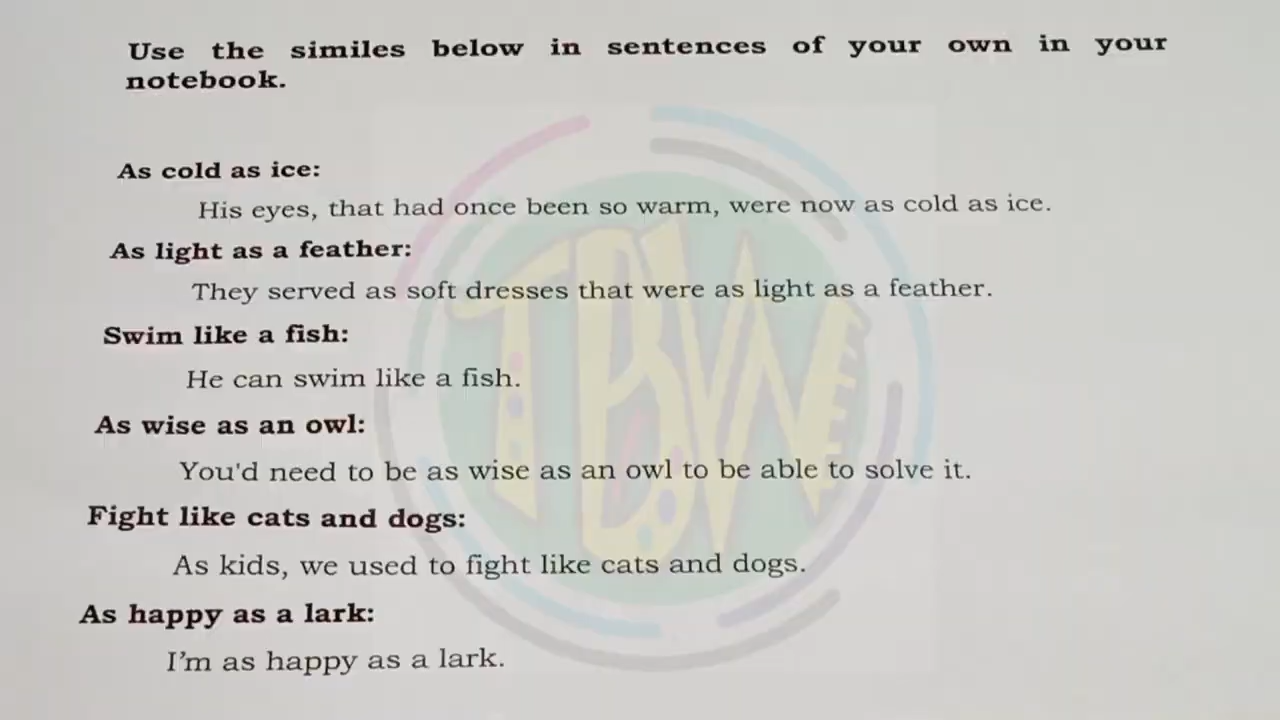 Use the similes below in sentences of your own in your
notebook.
As cold as ice:
His eyes, that had once been so warm, were now as cold as ice.
As light as a feather:
They served as soft dresses that were as light as a feather.
Swim like a fish:
He can swim like a fish.
As wise as an owl:
You'd need to be as wise as an owl to be able to solve it.
Fight like cats and dogs:
As kids, we used to fight like cats and dogs.
As happy as a lark:
I'm as happy as a lark.
TBW